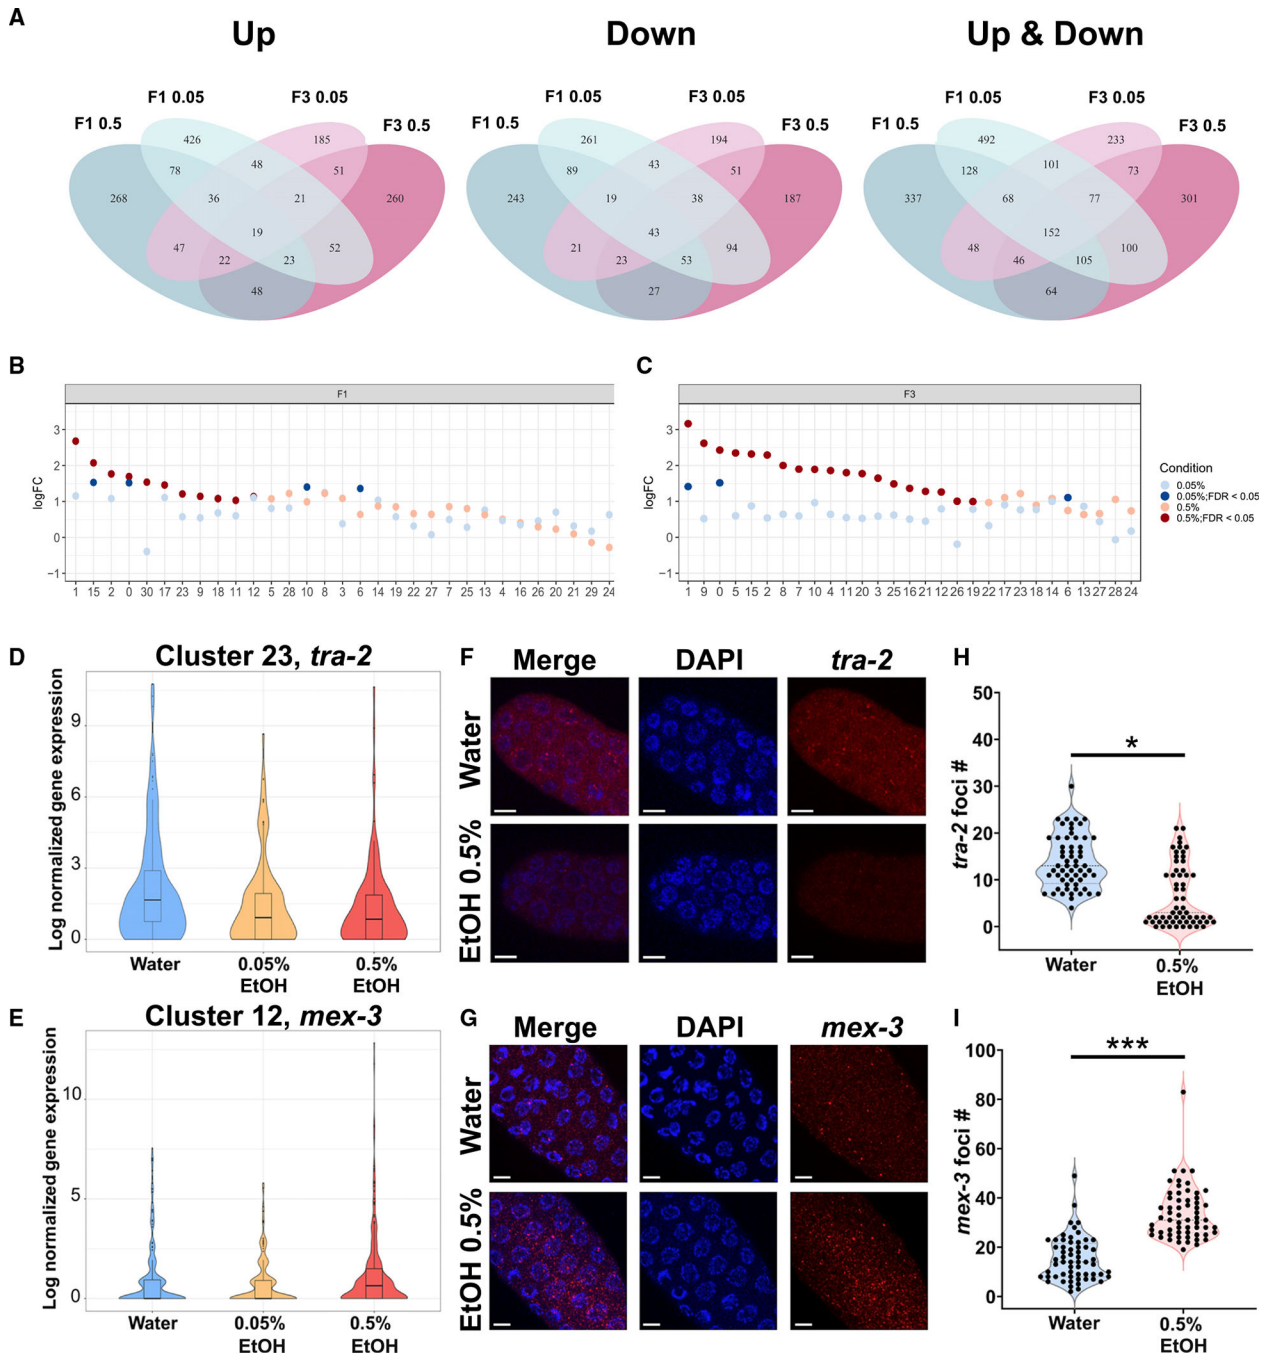 A
Up
Down
Up & Down
F1 0.5
F1 0.05
F3 0.05
F3 0.5
426
185
78
48
51
268
36
21
260
19
47
22
23
52
48
F1 0.5
F1 0.05
F3 0.05
F3 0.5
261
194
89
43
51
243
19
38
187
43
21
23
53
94
27
F1 0.5
F1 0.05
F3 0.05
F3 0.5
492
233
128
101
73
337
68
77
301
152
48
46
105
100
64
B
F1
logFC
3
2
1
0
−1
1 15 2 0 30 17 23 9 18 11 12 5 28 10 8 3 6 14 19 22 27 7 25 13 4 16 26 20 21 29 24
C
F3
logFC
3
2
1
0
−1
1 9 0 5 15 2 8 7 10 4 11 20 3 25 16 21 12 26 19 22 17 23 18 14 6 13 27 28 24
Condition
0.05%
0.05%;FDR < 0.05
0.5%
0.5%;FDR < 0.05
D
Cluster 23, tra-2
Log normalized gene expression
9
6
3
0
Water
0.05%
EtOH
0.5%
EtOH
E
Cluster 12, mex-3
Log normalized gene expression
10
5
0
Water
0.05%
EtOH
0.5%
EtOH
F
Merge
DAPI
tra-2
Water
EtOH 0.5%
G
Merge
DAPI
mex-3
Water
EtOH 0.5%
H
tra-2 foci #
50
40
30
20
10
0
*
Water
0.5%
EtOH
I
mex-3 foci #
100
80
60
40
20
0
***
Water
0.5%
EtOH